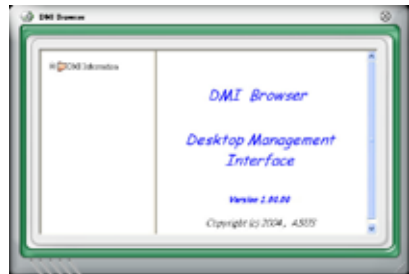 DMI Browser
DMI Information
DMI Browser
Desktop Management
Interface
Version 1.00.00
Copyright (c) 2004, ASUS